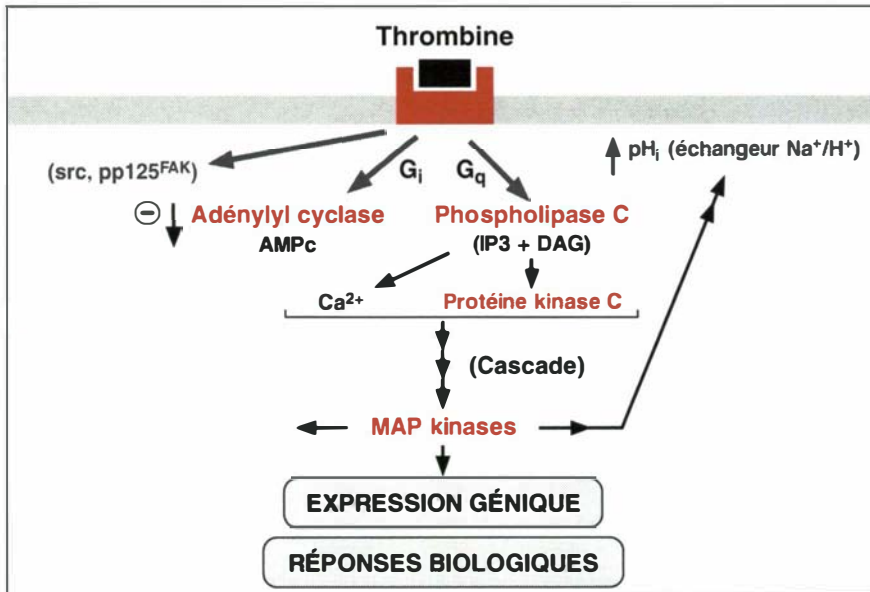 Thrombine
(src, pp125FAK)
Gi
Gq
pHi (échangeur Na+/H+)
⊖
Adénylyl cyclase
Phospholipase C
AMPc
(IP3 + DAG)
Ca2+
Protéine kinase C
(Cascade)
MAP kinases
EXPRESSION GÉNIQUE
RÉPONSES BIOLOGIQUES